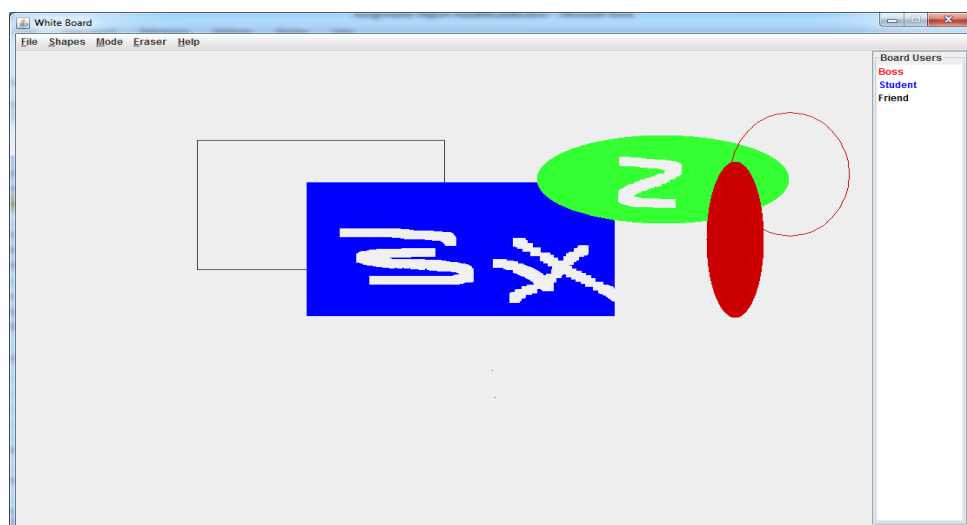 White Board
File Shapes Mode Eraser Help
Board Users
Boss
Student
Friend